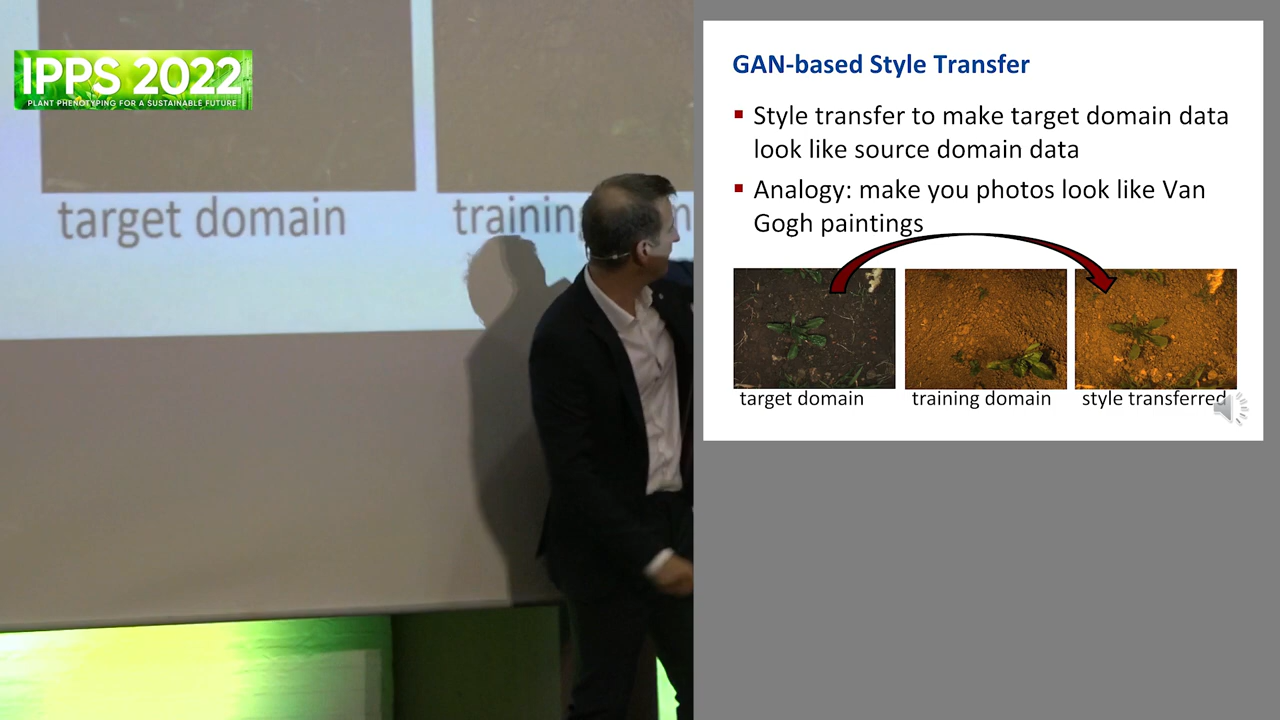 IPPS 2022
PLANT PHENOTYPING FOR A SUSTAINABLE FUTURE
target domain
GAN-based Style Transfer
Style transfer to make target domain data
look like source domain data
Analogy: make you photos look like Van
Gogh paintings
target domain
training domain
style transferred